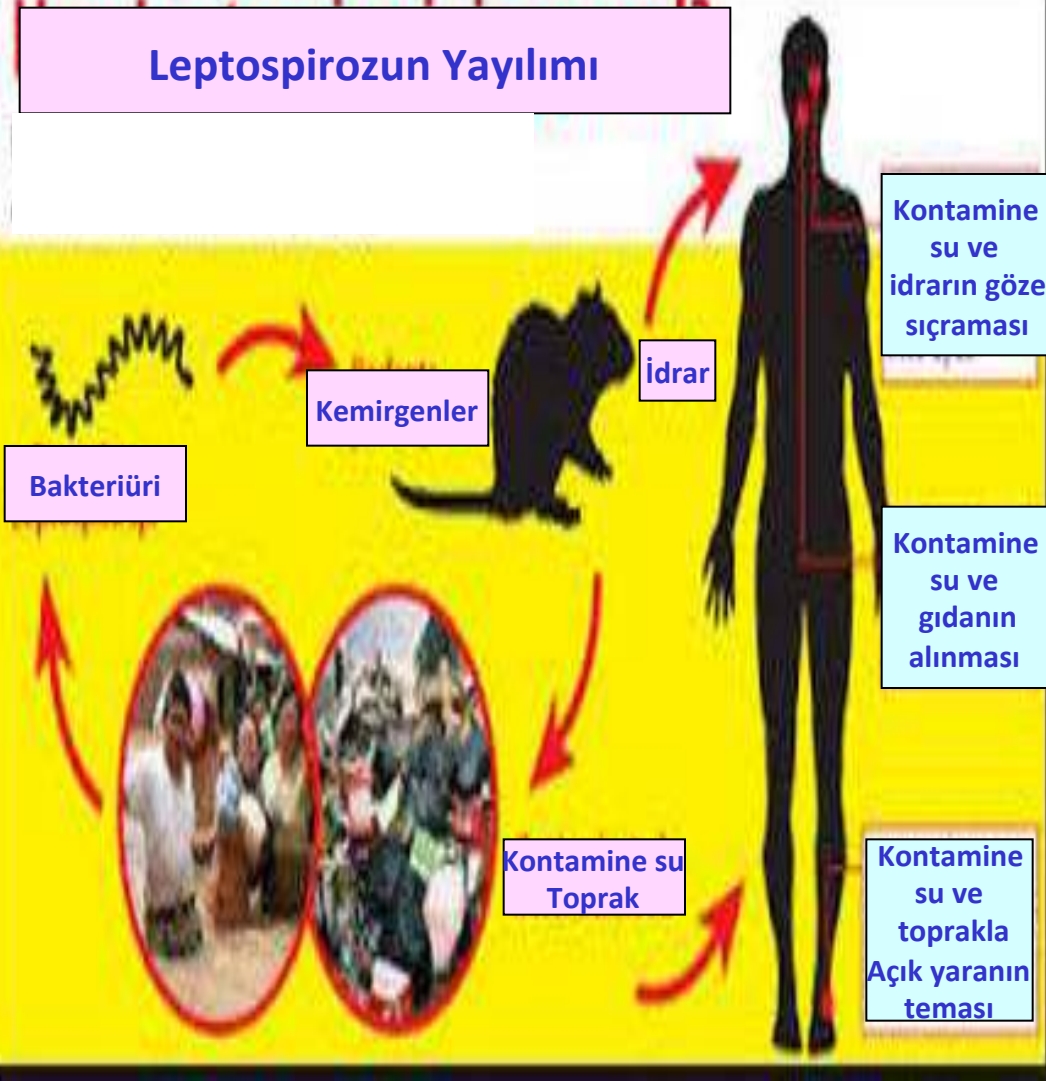 Leptospirozun Yayılımı
Kontamine
su ve
idrarın göze
sıçraması
İdrar
Kemirgenler
Bakteriüri
Kontamine
su ve
gıdanın
alınması
Kontamine su
Toprak
Kontamine
su ve
toprakla
Açık yaranın
teması